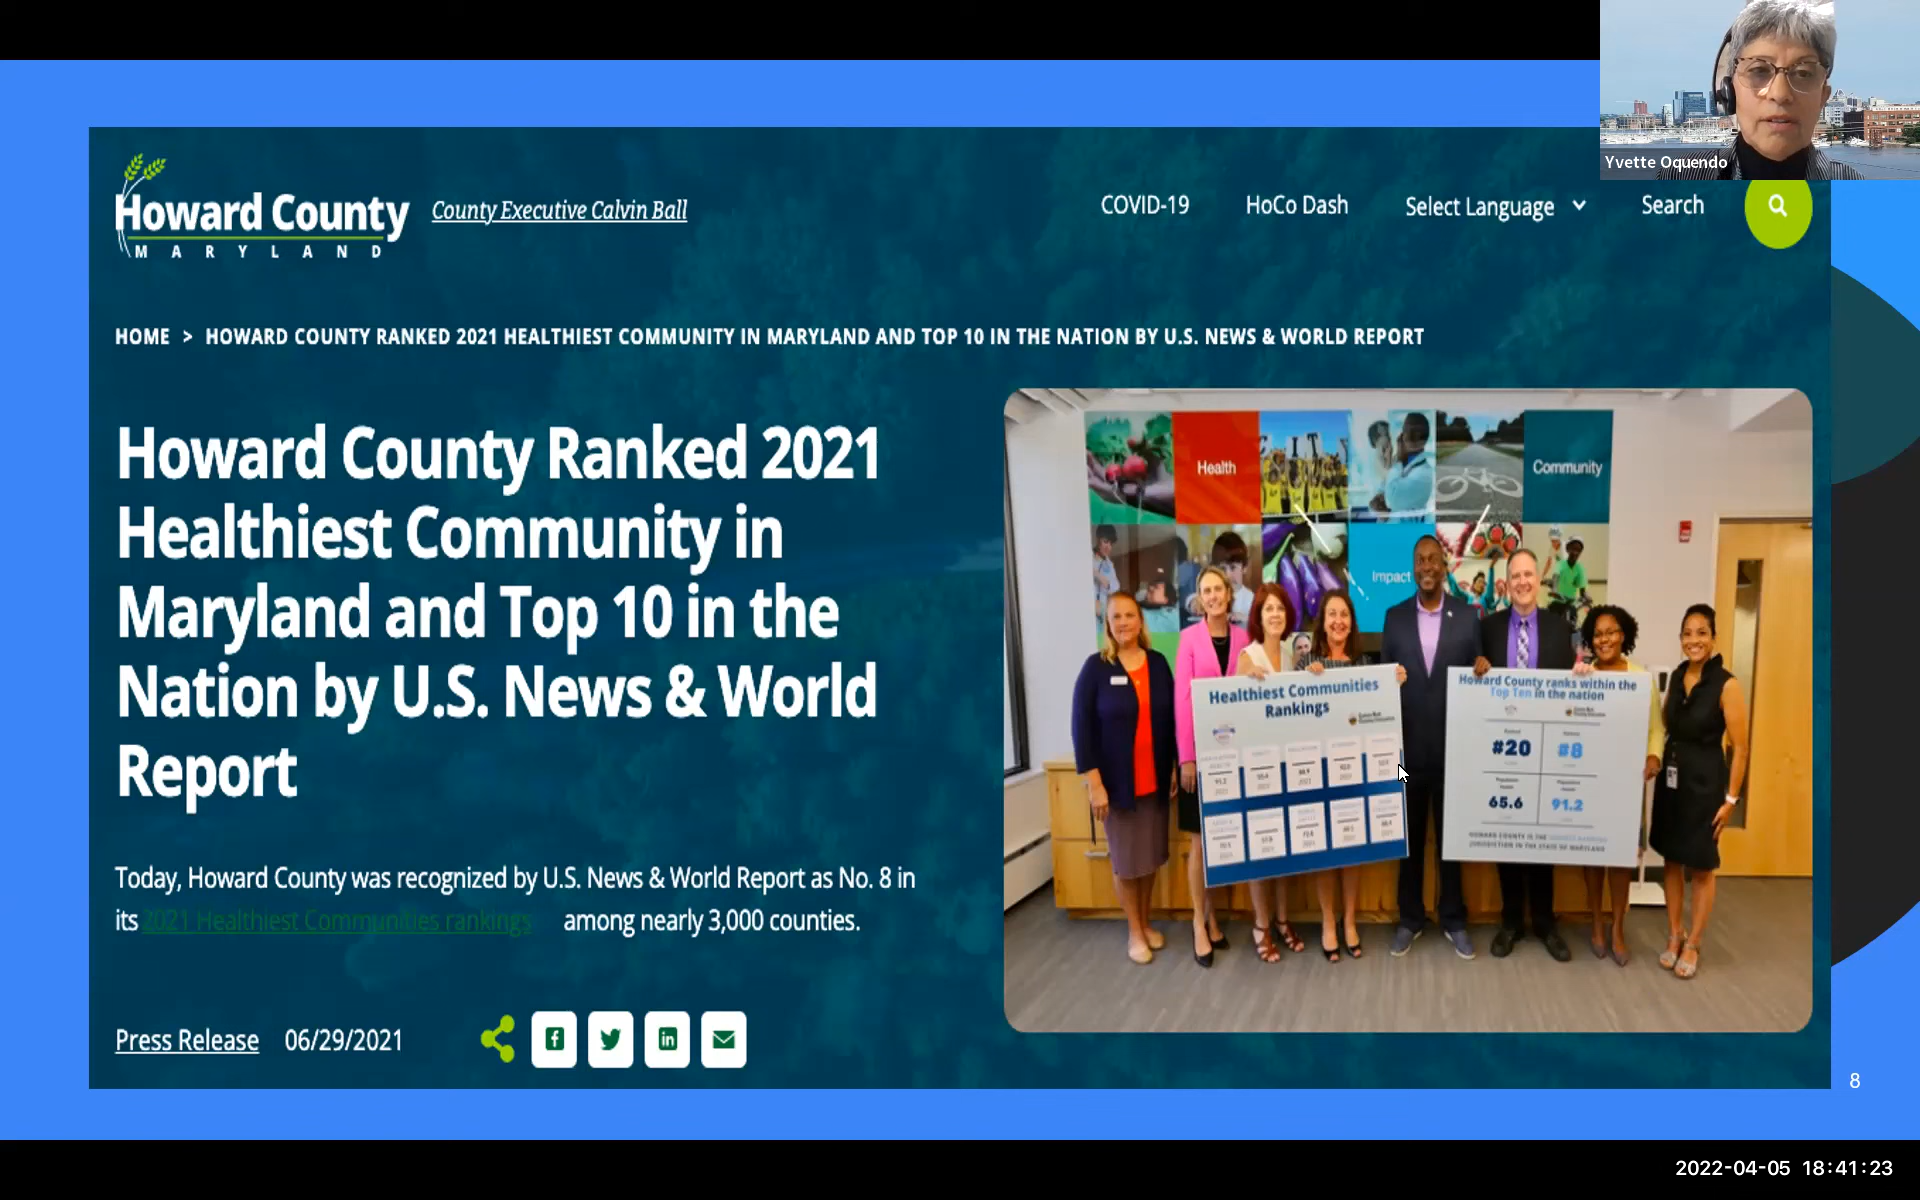 Yvette Oquendo
Howard County
MARYLAND
County Executive Calvin Ball
COVID-19
HoCo Dash
Select Language
Search
HOME > HOWARD COUNTY RANKED 2021 HEALTHIEST COMMUNITY IN MARYLAND AND TOP 10 IN THE NATION BY U.S. NEWS & WORLD REPORT
Howard County Ranked 2021
Healthiest Community in
Maryland and Top 10 in the
Nation by U.S. News & World
Report
Today, Howard County was recognized by U.S. News & World Report as No. 8 in
its 2021 Healthiest Communities rankings among nearly 3,000 counties.
Press Release 06/29/2021
Health
Community
Impact
Healthiest Communities
Rankings
Howard County ranks within the
Top Ten in the nation
#20 #8
65.6 91.2
8
2022-04-05 18:41:23